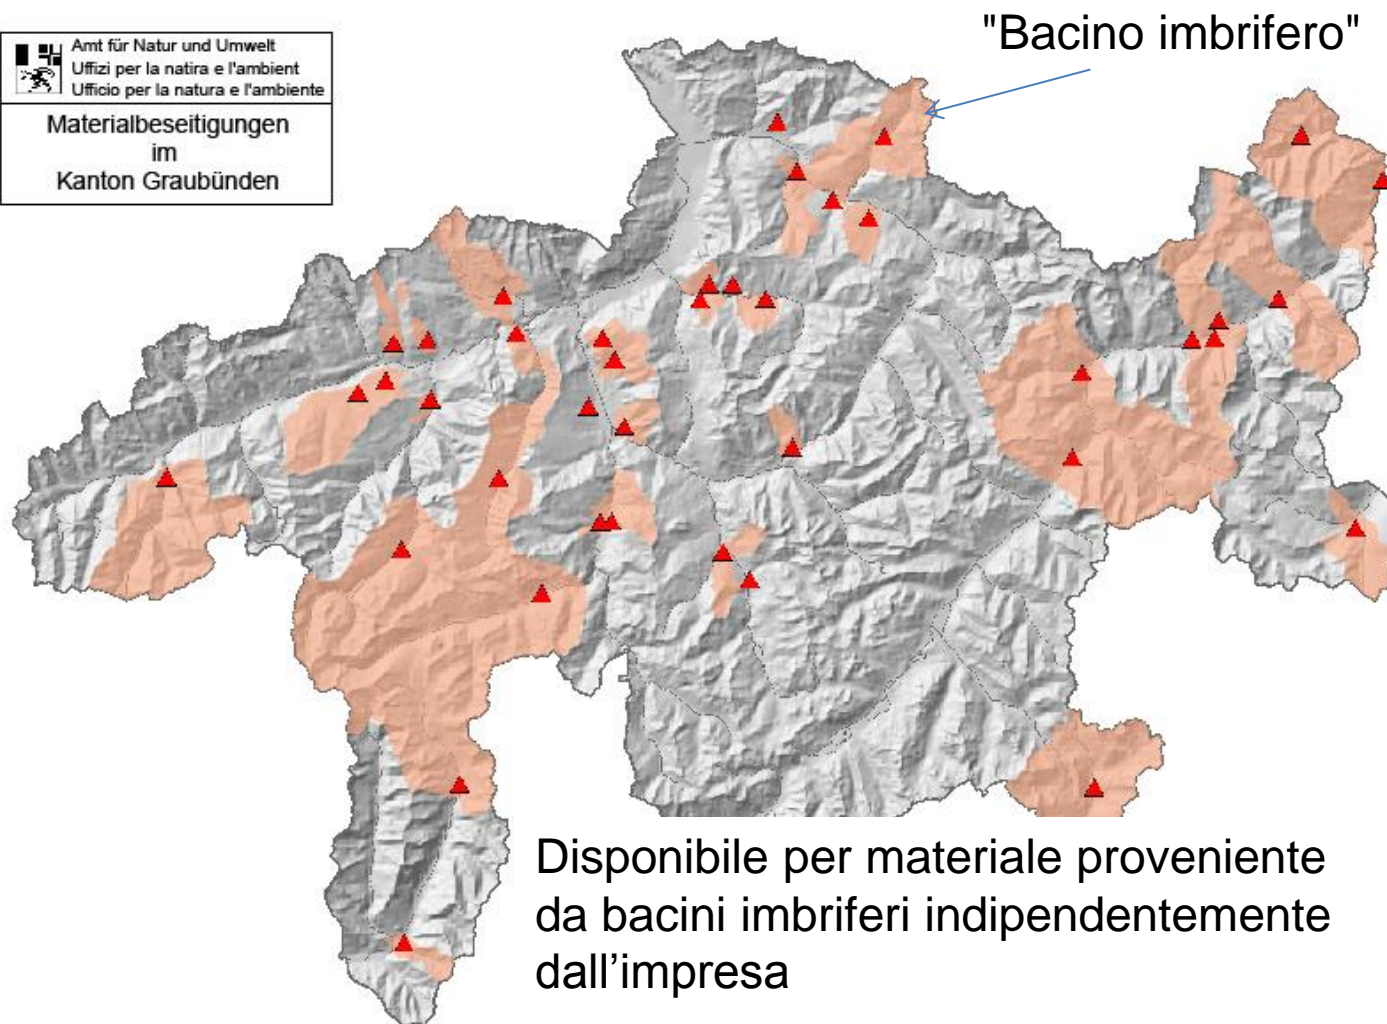 "Bacino imbrifero"
Amt für Natur und Umwelt
Uffizi per la natira e l'ambient
Ufficio per la natura e l'ambiente
Materialbeseitigungen
im
Kanton Graubünden
Disponibile per materiale proveniente
da bacini imbriferi indipendentemente
dall’impresa